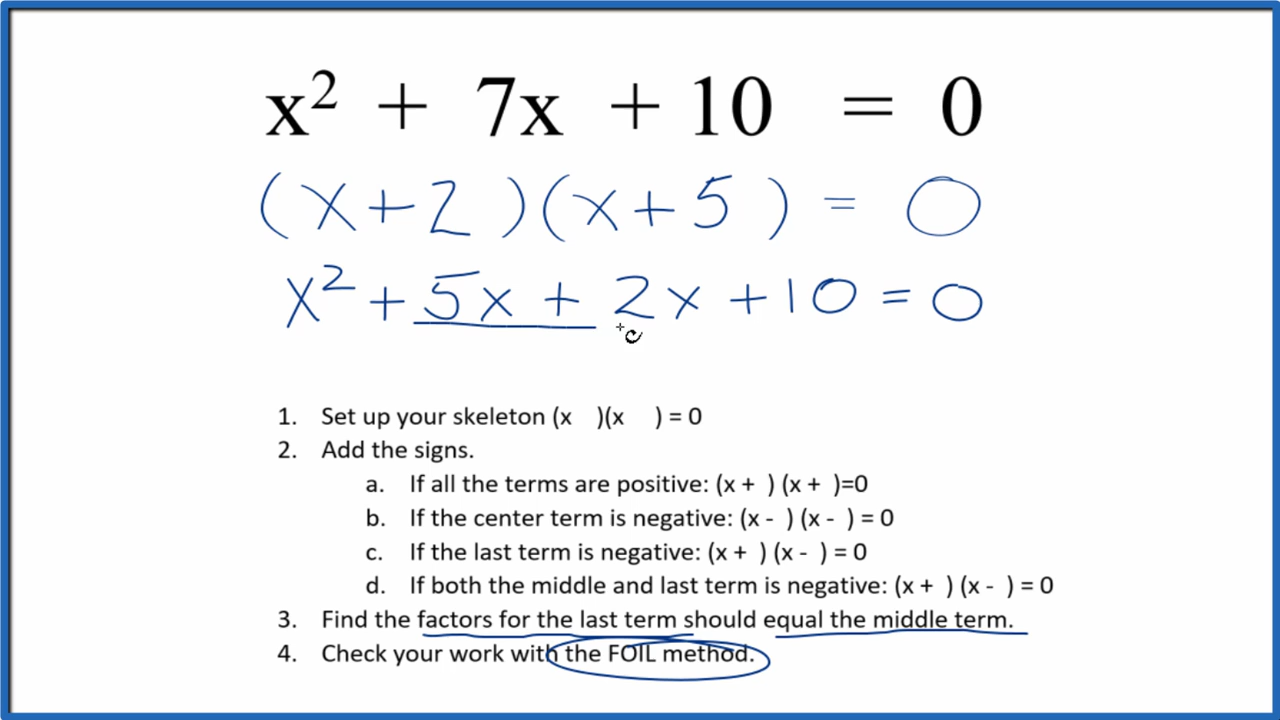 x² + 7x + 10 = 0
(x+2)(x+5) = 0
x² + 5x + 2x + 10 = 0
1. Set up your skeleton (x )(x ) = 0
2. Add the signs.
a. If all the terms are positive: (x + ) (x + )=0
b. If the center term is negative: (x - ) (x - ) = 0
c. If the last term is negative: (x + ) (x - ) = 0
d. If both the middle and last term is negative: (x + ) (x - ) = 0
3. Find the factors for the last term should equal the middle term.
4. Check your work with the FOIL method.